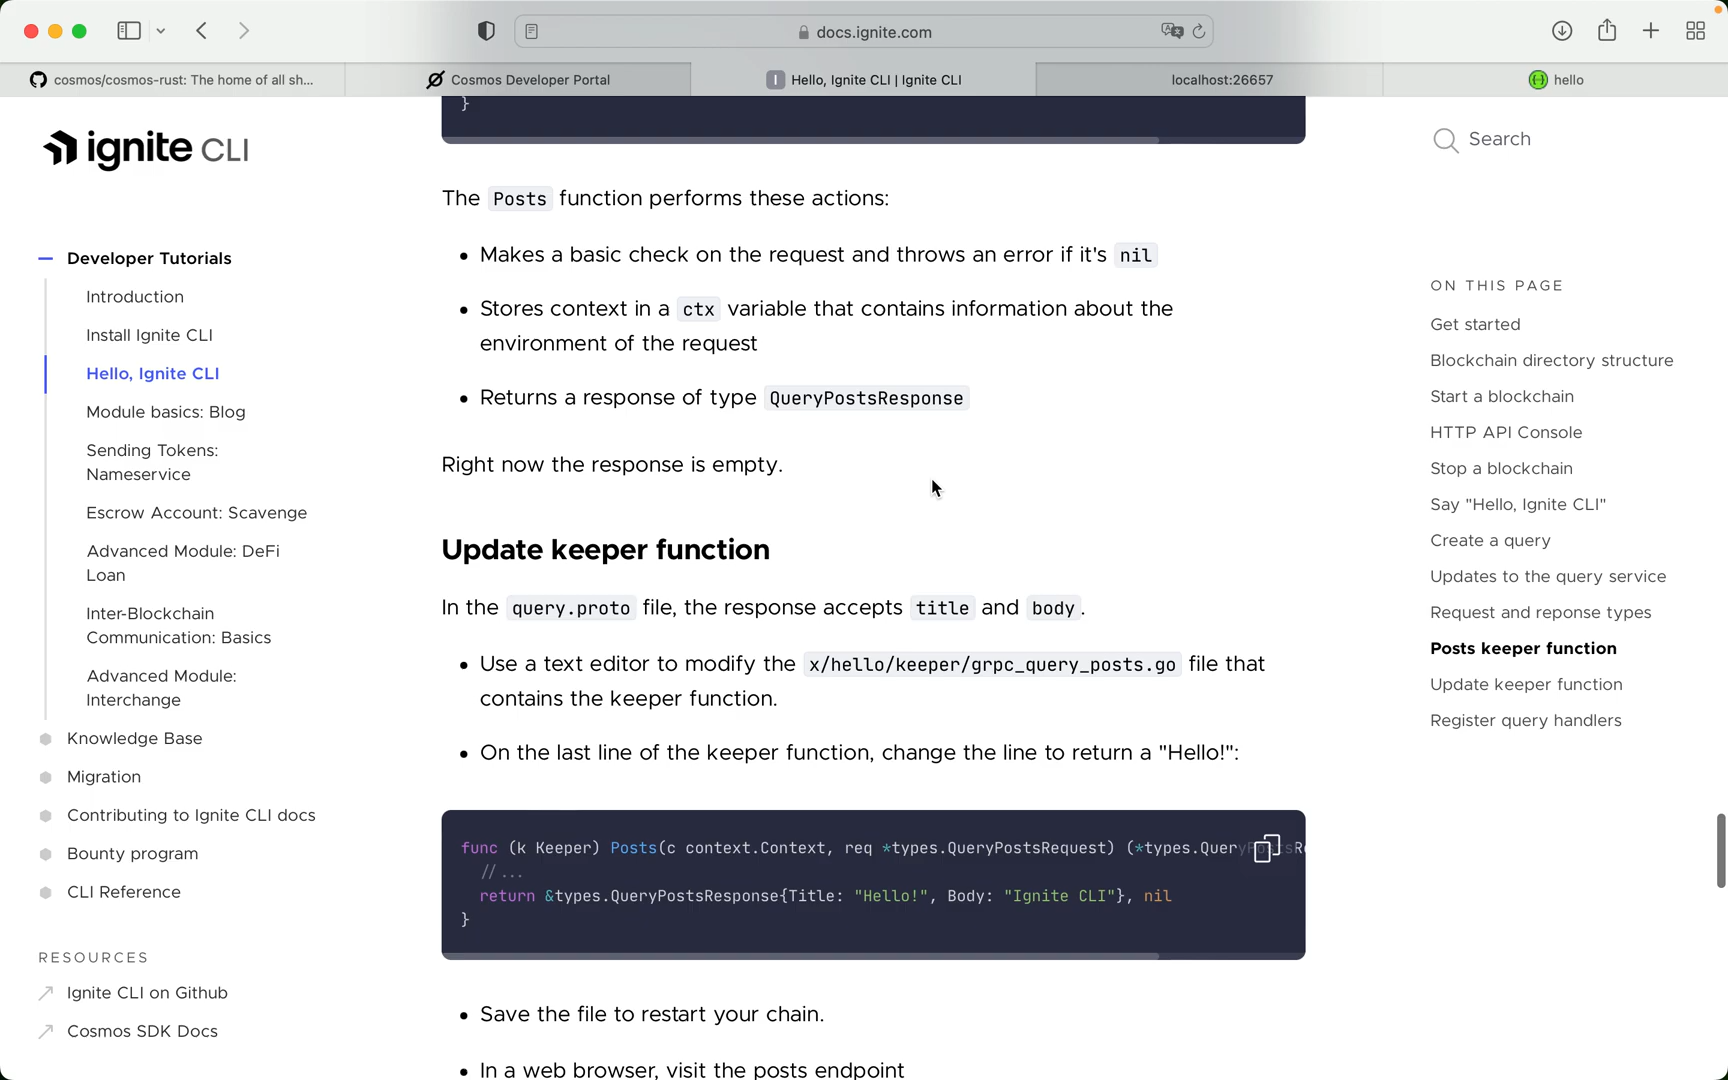 docs.ignite.com
cosmos/cosmos-rust: The home of all sh...
Cosmos Developer Portal
Hello, Ignite CLI | Ignite CLI
localhost:26657
hello
ignite CLI
Search
Developer Tutorials
Introduction
Install Ignite CLI
Hello, Ignite CLI
Module basics: Blog
Sending Tokens:
Nameservice
Escrow Account: Scavenge
Advanced Module: DeFi
Loan
Inter-Blockchain
Communication: Basics
Advanced Module:
Interchange
Knowledge Base
Migration
Contributing to Ignite CLI docs
Bounty program
CLI Reference
RESOURCES
Ignite CLI on Github
Cosmos SDK Docs
}
The Posts function performs these actions:
• Makes a basic check on the request and throws an error if it's nil
• Stores context in a ctx variable that contains information about the
environment of the request
• Returns a response of type QueryPostsResponse
Right now the response is empty.
Update keeper function
In the query.proto file, the response accepts title and body.
• Use a text editor to modify the x/hello/keeper/grpc_query_posts.go file that
contains the keeper function.
• On the last line of the keeper function, change the line to return a "Hello!":
func (k Keeper) Posts(c context.Context, req *types.QueryPostsRequest) (*types.QueryPostsRe
//...
return &types.QueryPostsResponse{Title: "Hello!", Body: "Ignite CLI"}, nil
}
• Save the file to restart your chain.
• In a web browser, visit the posts endpoint
ON THIS PAGE
Get started
Blockchain directory structure
Start a blockchain
HTTP API Console
Stop a blockchain
Say "Hello, Ignite CLI"
Create a query
Updates to the query service
Request and reponse types
Posts keeper function
Update keeper function
Register query handlers